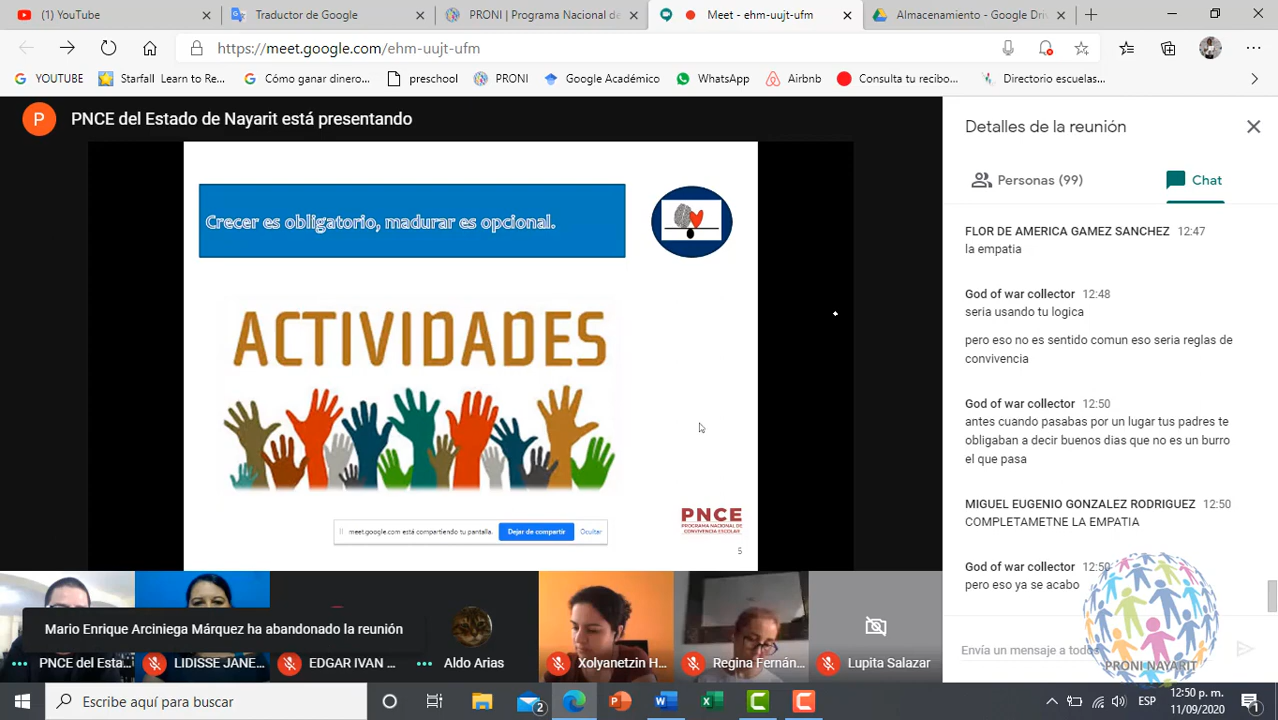 (1) YouTube
Traductor de Google
PRONI | Programa Nacional de
Meet - ehm-uujt-ufm
Almacenamiento - Google Dri
https://meet.google.com/ehm-uujt-ufm
YOUTUBE
Starfall Learn to Re...
Cómo ganar dinero...
preschool
PRONI
Google Académico
WhatsApp
Airbnb
Consulta tu recibo...
Directorio escuelas...
P
PNCE del Estado de Nayarit está presentando
Crecer es obligatorio, madurar es opcional.
ACTIVIDADES
meet.google.com está compartiendo tu pantalla.
Dejar de compartir
Ocultar
PNCE
PROGRAMA NACIONAL DE
CONVIVENCIA ESCOLAR
5
Detalles de la reunión
Personas (99)
Chat
FLOR DE AMERICA GAMEZ SANCHEZ 12:47
la empatia
God of war collector 12:48
seria usando tu logica
pero eso no es sentido comun eso seria reglas de
convivencia
God of war collector 12:50
antes cuando pasabas por un lugar tus padres te
obligaban a decir buenos dias que no es un burro
el que pasa
MIGUEL EUGENIO GONZALEZ RODRIGUEZ 12:50
COMPLETAMETNE LA EMPATIA
God of war collector 12:50
pero eso ya se acabo
Envía un mensaje a todos
PRONI NAYARIT
Mario Enrique Arciniega Márquez ha abandonado la reunión
PNCE del Esta...
LIDISSE JANE...
EDGAR IVAN ...
Aldo Arias
Xolyanetzin H...
Regina Fernán...
Lupita Salazar
Escribe aquí para buscar
2
ESP
12:50 p. m.
11/09/2020
1